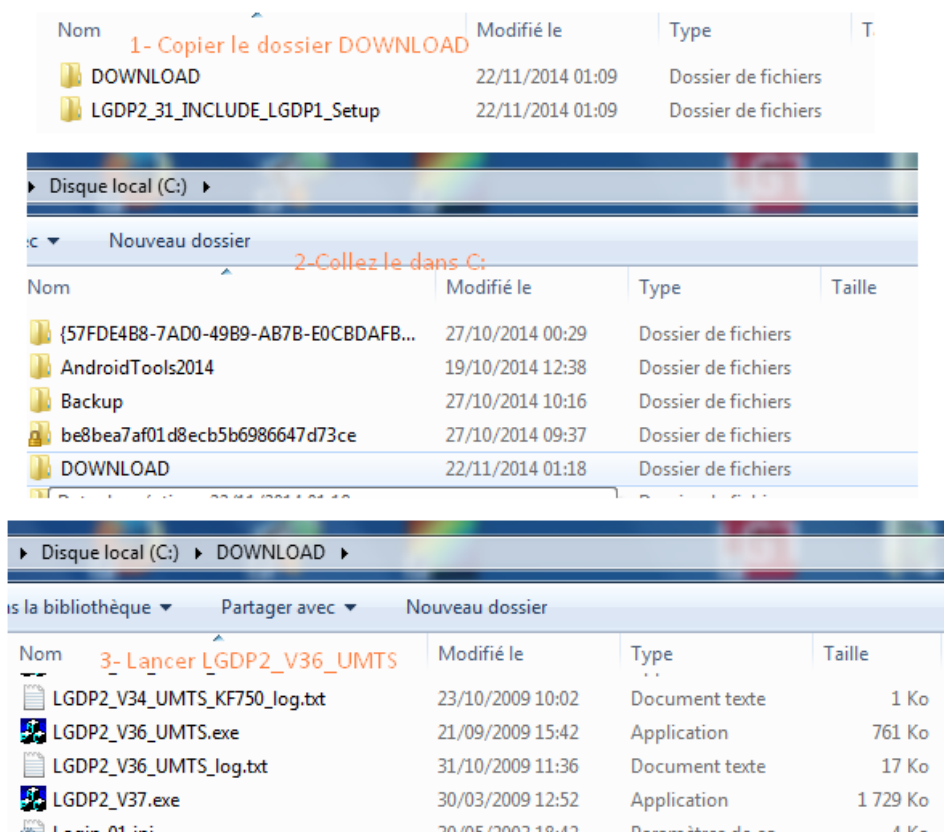 Nom Modifié le Type
1- Copier le dossier DOWNLOAD
DOWNLOAD 22/11/2014 01:09 Dossier de fichiers
LGDP2_31_INCLUDE_LGDP1_Setup 22/11/2014 01:09 Dossier de fichiers
Disque local (C:)
Nouveau dossier
2-Collez le dans C:
Nom Modifié le Type Taille
{57FDE4B8-7AD0-49B9-AB7B-E0CBDAFB... 27/10/2014 00:29 Dossier de fichiers
AndroidTools2014 19/10/2014 12:38 Dossier de fichiers
Backup 27/10/2014 10:16 Dossier de fichiers
be8bea7af01d8ecb5b6986647d73ce 27/10/2014 09:37 Dossier de fichiers
DOWNLOAD 22/11/2014 01:18 Dossier de fichiers
Disque local (C:) DOWNLOAD
la bibliothèque Partager avec Nouveau dossier
Nom Modifié le Type Taille
3- Lancer LGDP2_V36_UMTS
LGDP2_V34_UMTS_KF750_log.txt 23/10/2009 10:02 Document texte 1 Ko
LGDP2_V36_UMTS.exe 21/09/2009 15:42 Application 761 Ko
LGDP2_V36_UMTS_log.txt 31/10/2009 11:36 Document texte 17 Ko
LGDP2_V37.exe 30/03/2009 12:52 Application 1 729 Ko